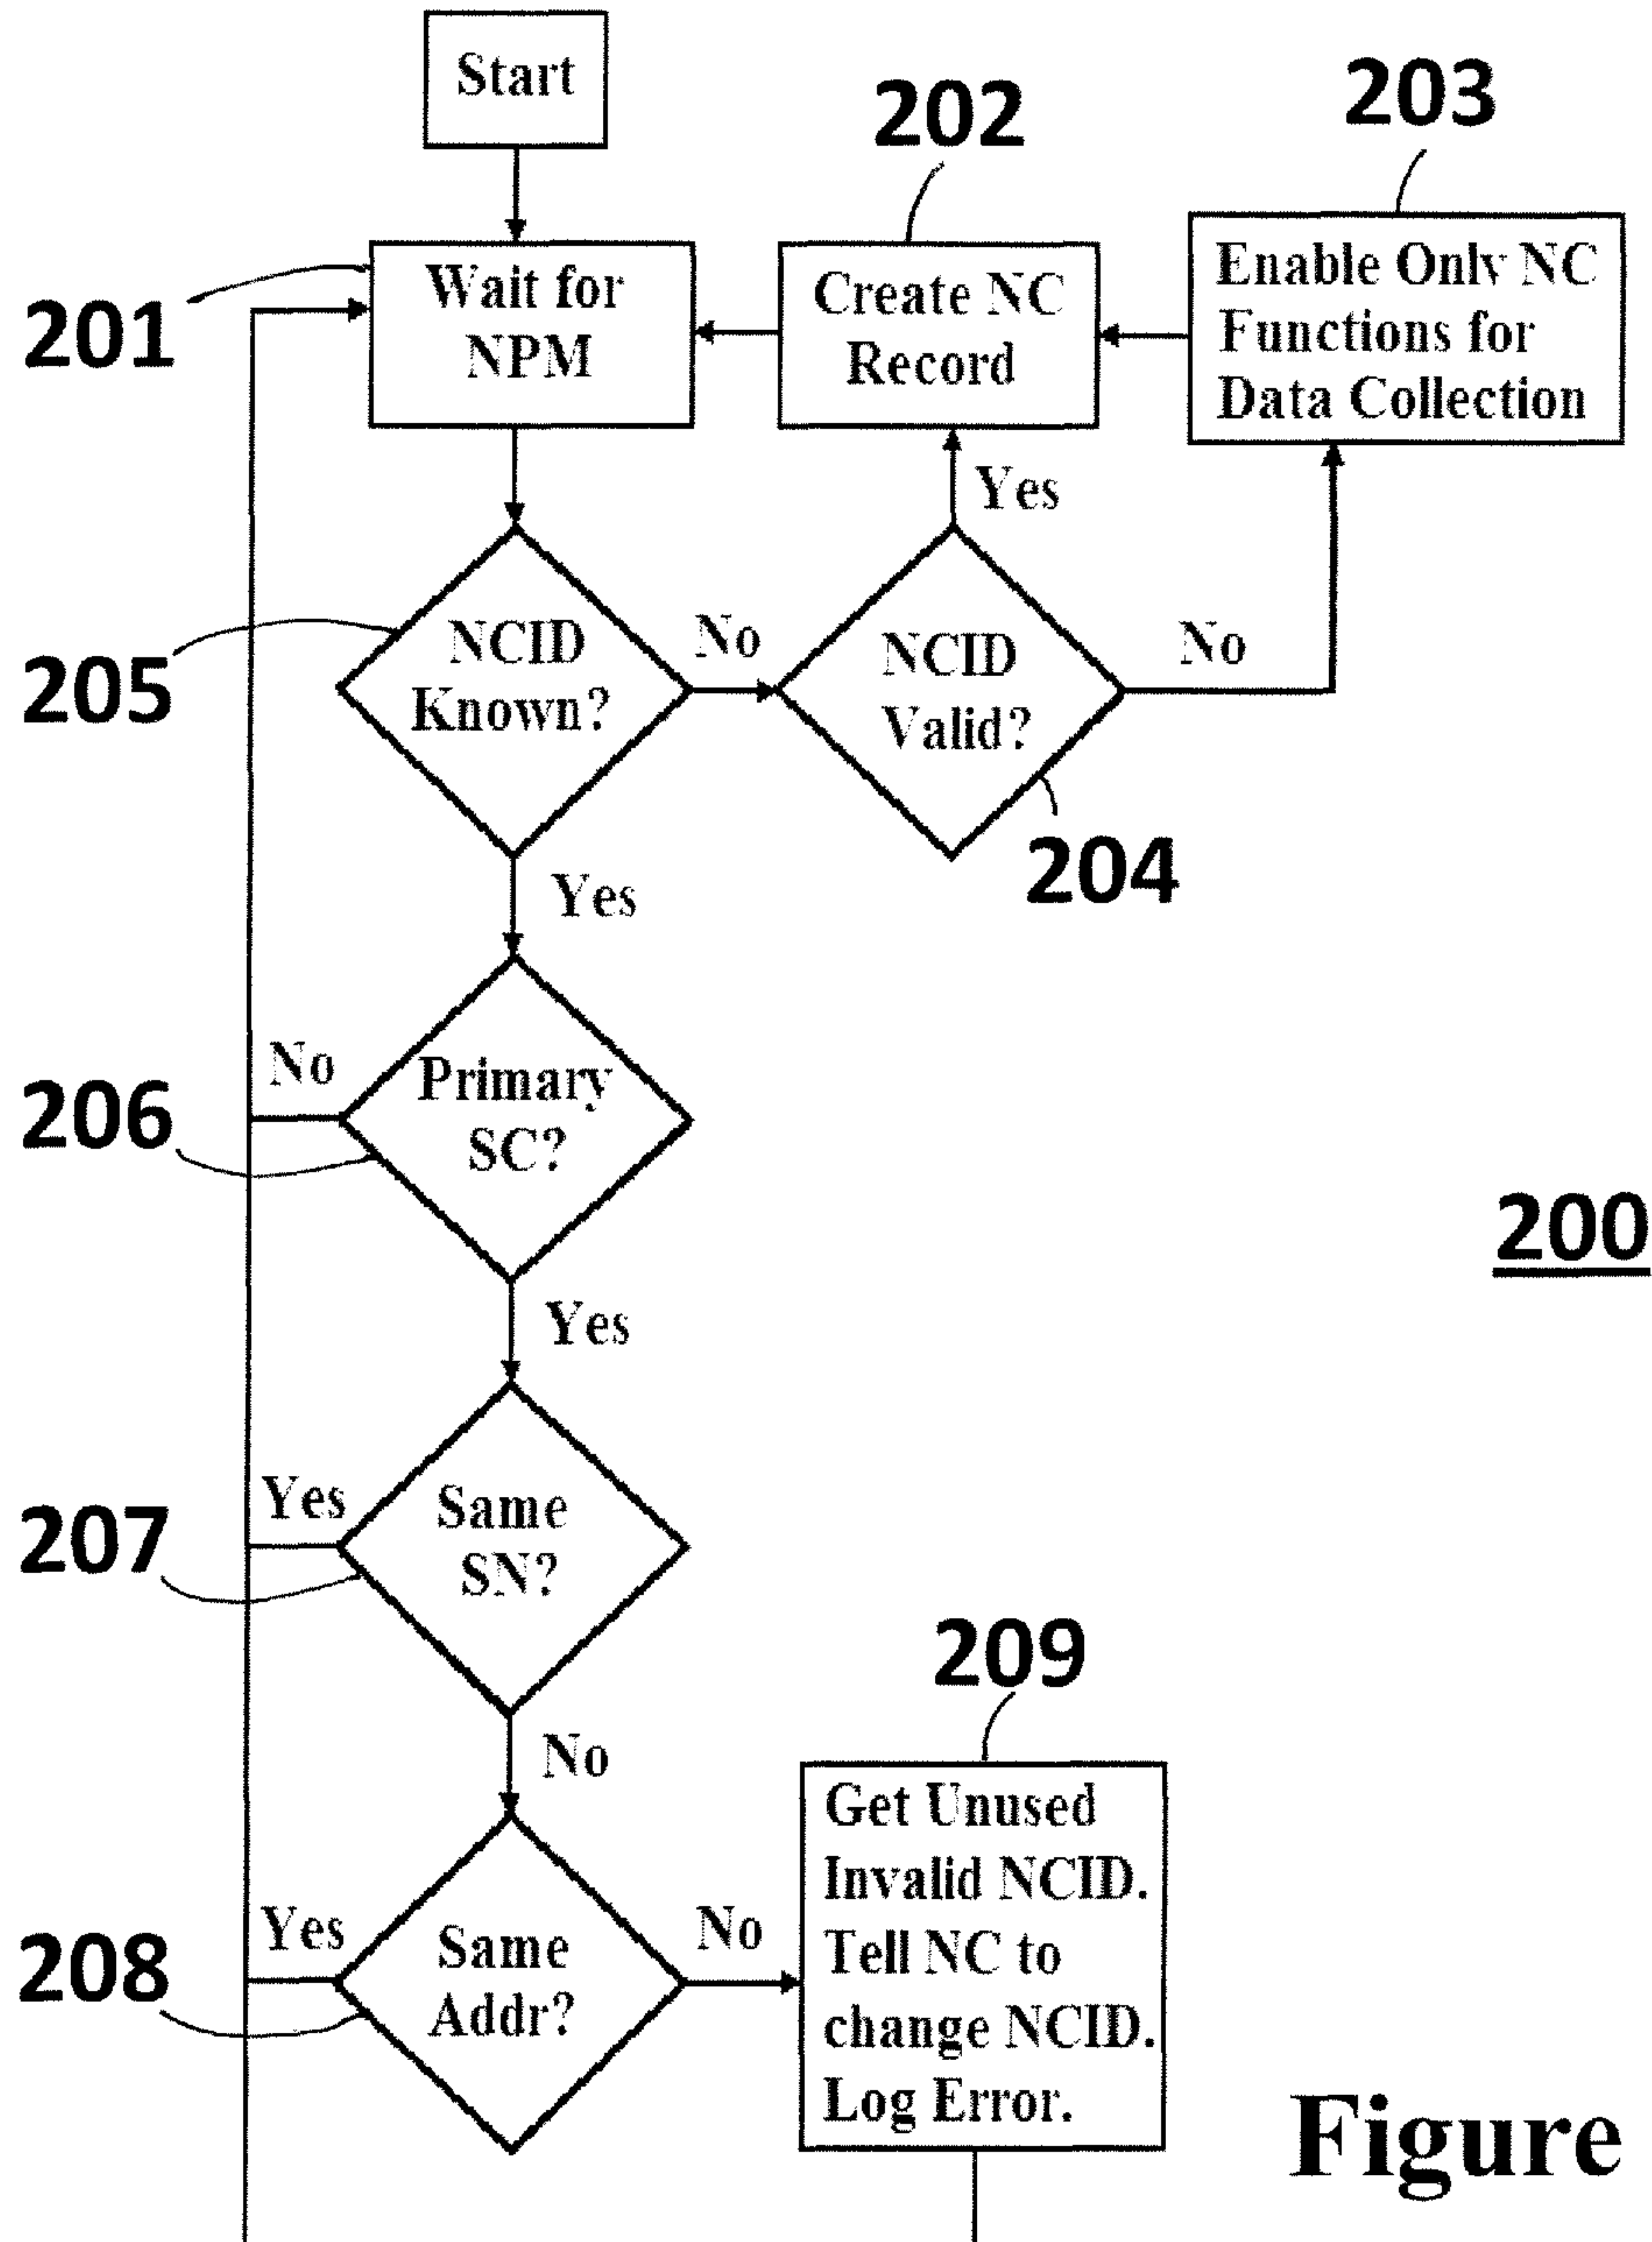 Start
202
203
201
Wait for
NPM
Create NC
Record
Enable Only NC
Functions for
Data Collection
Yes
205
NCID
Known?
No
NCID
Valid?
No
204
Yes
206
No
Primary
SC?
200
Yes
207
Yes
Same
SN?
No
209
208
Yes
Same
Addr?
No
Get Unused
Invalid NCID.
Tell NC to
change NCID.
Log Error.
Figure